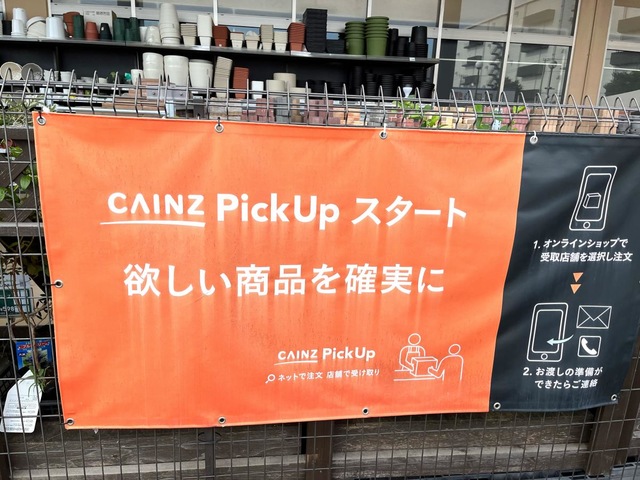 CAINZ PickUp スタート
欲しい商品を確実に
CAINZ PickUp
ネットで注文 店舗で受け取り
1. オンラインショップで
受取店舗を選択し注文
2. お渡しの準備が
できたらご連絡